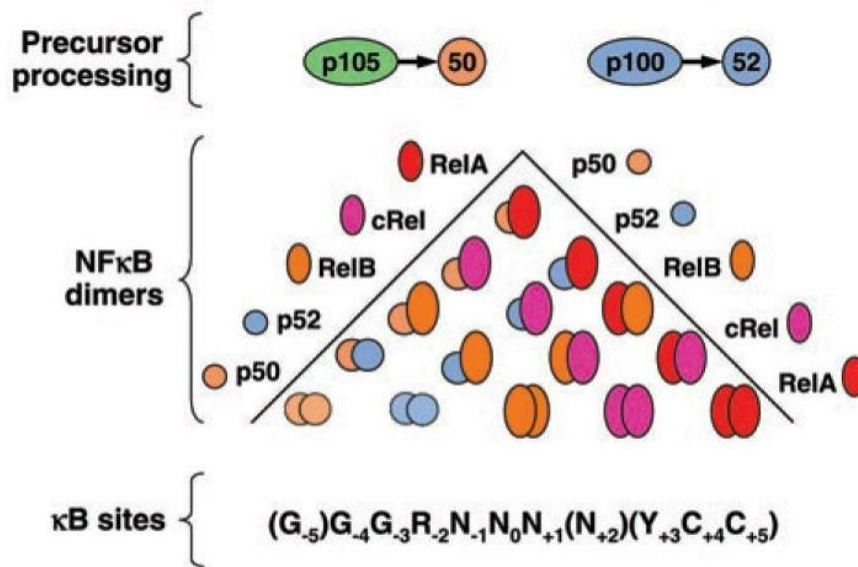 Precursor
processing
p105
50
p100
52
NFκB
dimers
RelA
p50
cRel
p52
RelB
RelB
p52
cRel
p50
RelA
κB sites
(G₋₅)G₋₄G₋₃R₋₂N₋₁N₀N₊₁(N₊₂)(Y₊₃C₊₄C₊₅)